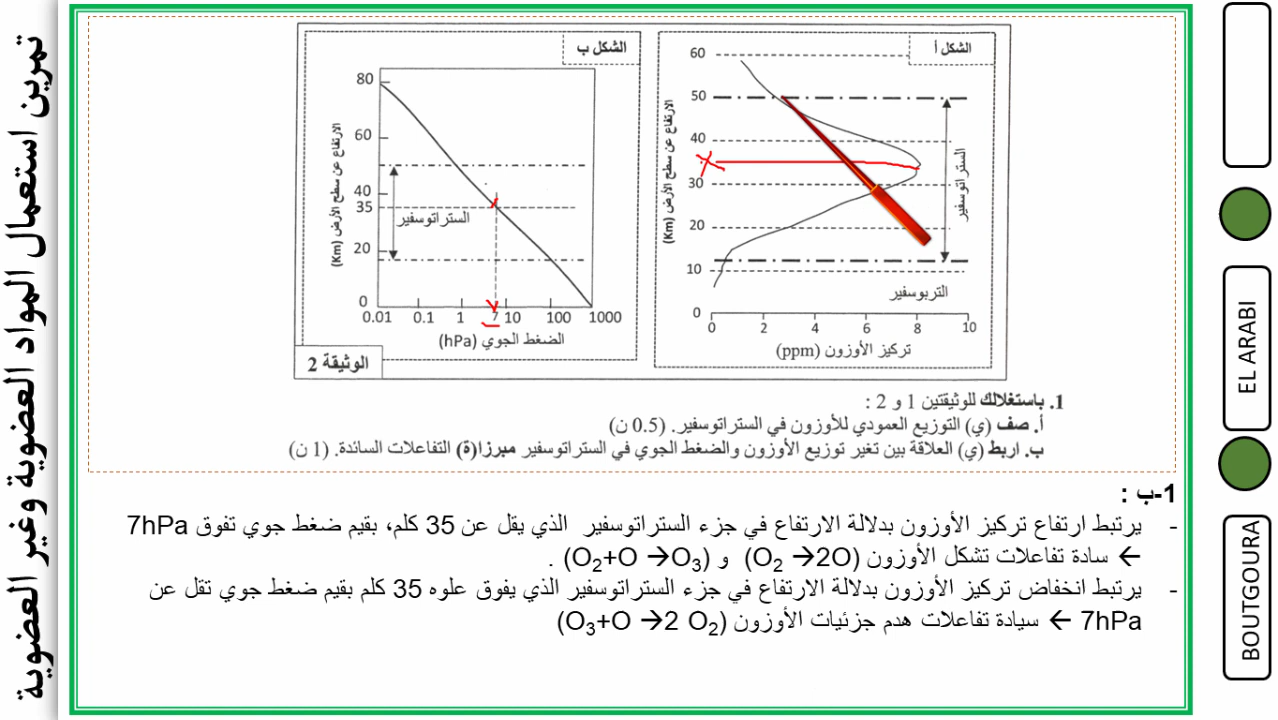 تمرين استعمال المواد العضوية وغير العضوية
الشكل أ
الارتفاع عن سطح الأرض (Km)
60
50
40
30
20
10
0
الستراتوسفير
التربوسفير
0 2 4 6 8 10
تركيز الأوزون (ppm)
الشكل ب
الارتفاع عن سطح الأرض (Km)
80
60
40
35
20
0
الستراتوسفير
0.01 0.1 1 7 10 100 1000
الضغط الجوي (hPa)
الوثيقة 2
1. باستغلالك للوثيقتين 1 و 2 :
أ. صف (ي) التوزيع العمودي للأوزون في الستراتوسفير. (0.5 ن)
ب. اربط (ي) العلاقة بين تغير توزيع الأوزون والضغط الجوي في الستراتوسفير مبرزا(ة) التفاعلات السائدة. (1 ن)
1-ب :
- يرتبط ارتفاع تركيز الأوزون بدلالة الارتفاع في جزء الستراتوسفير الذي يقل عن 35 كلم، بقيم ضغط جوي تفوق 7hPa
← سادة تفاعلات تشكل الأوزون (O₂ →2O) و (O₂+O →O₃) .
- يرتبط انخفاض تركيز الأوزون بدلالة الارتفاع في جزء الستراتوسفير الذي يفوق علوه 35 كلم بقيم ضغط جوي تقل عن
7hPa ← سيادة تفاعلات هدم جزئيات الأوزون (O₃+O →2 O₂)
EL ARABI
BOUTGOURA